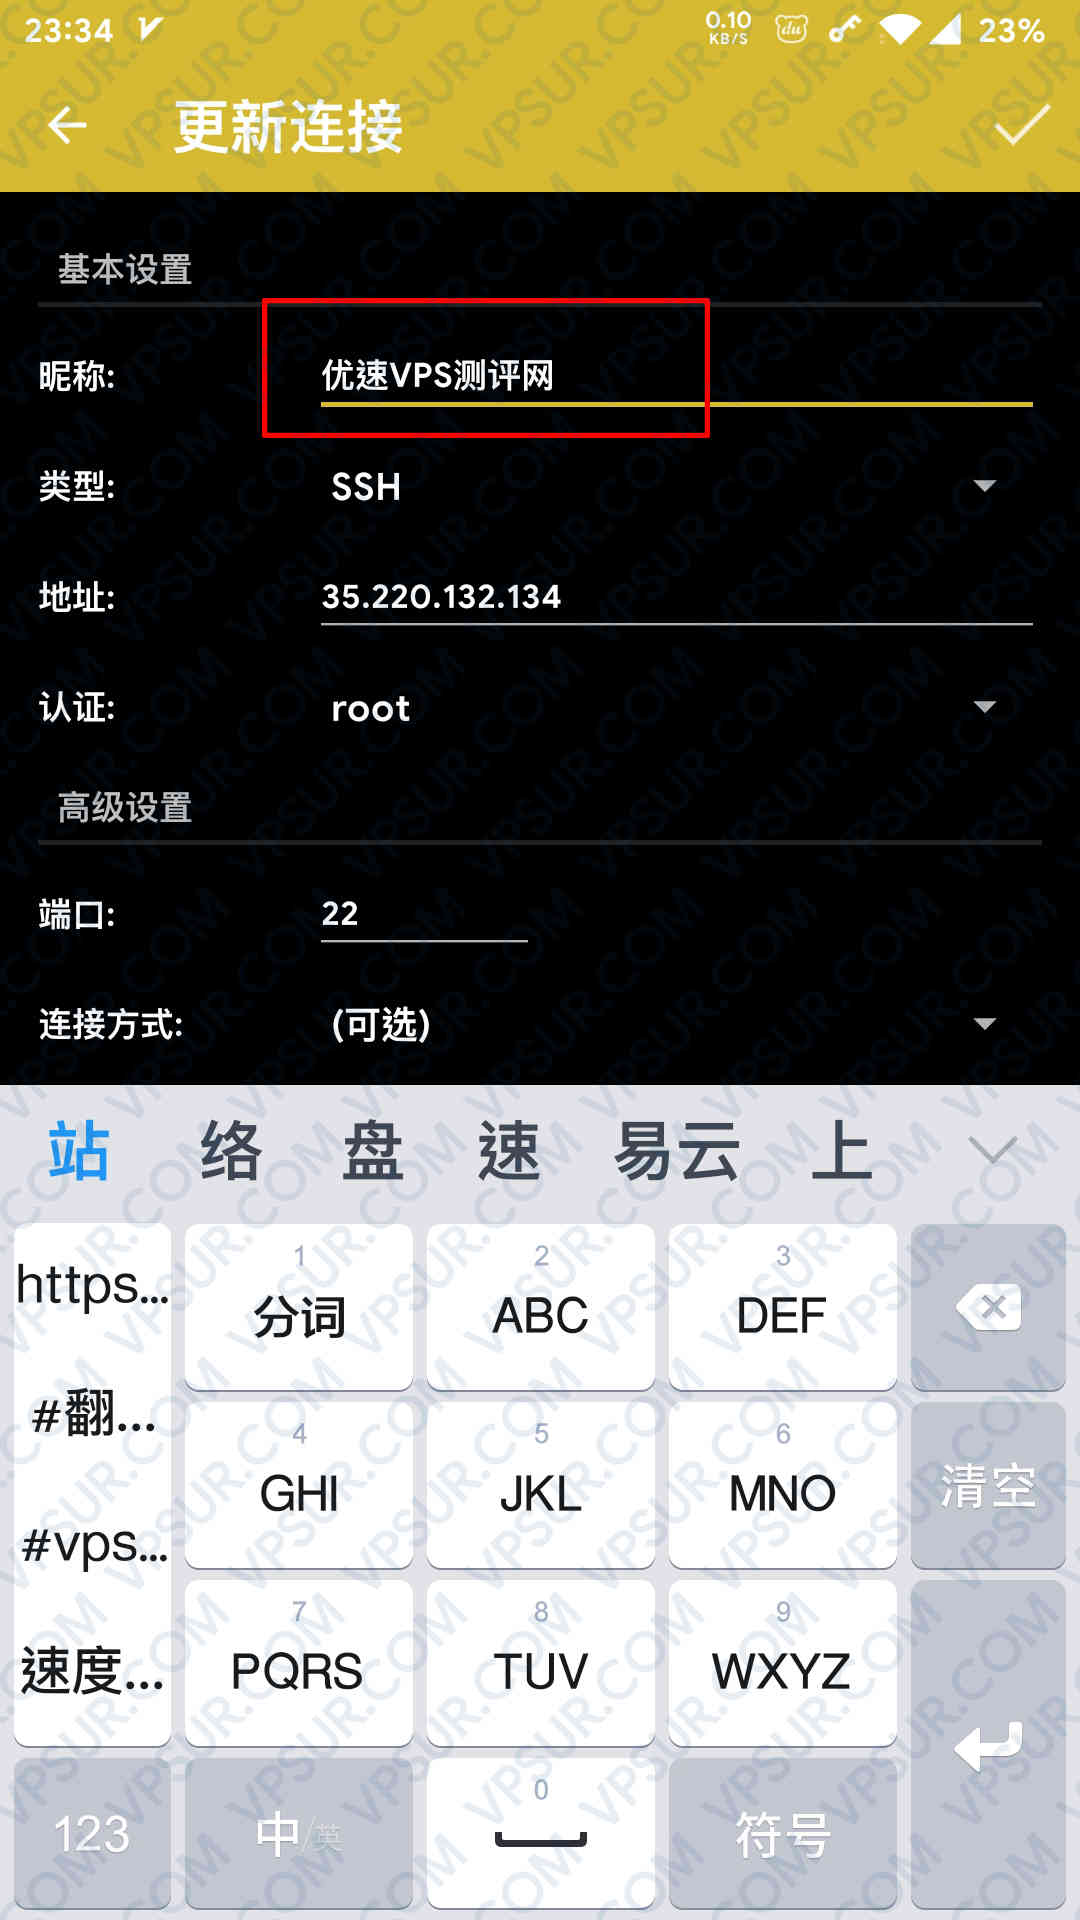 23:34 0.10 KB/S du 23%
更新连接
基本设置
昵称: 优速VPS测评网
类型: SSH
地址: 35.220.132.134
认证: root
高级设置
端口: 22
连接方式: (可选)
站 络 盘 速 易云 上
https...
#翻...
#vps...
速度...
1 分词
2 ABC
3 DEF
4 GHI
5 JKL
6 MNO
清空
7 PQRS
8 TUV
9 WXYZ
123
中/英
0
符号
VPSUR.COM